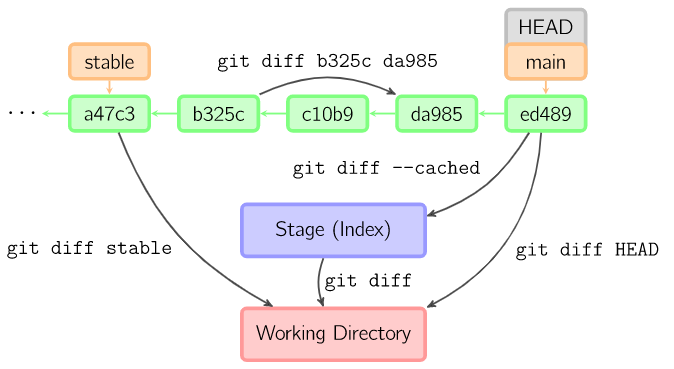 HEAD
stable
git diff b325c da985
main
··· a47c3 b325c c10b9 da985 ed489
git diff --cached
Stage (Index)
git diff stable
git diff HEAD
git diff
Working Directory